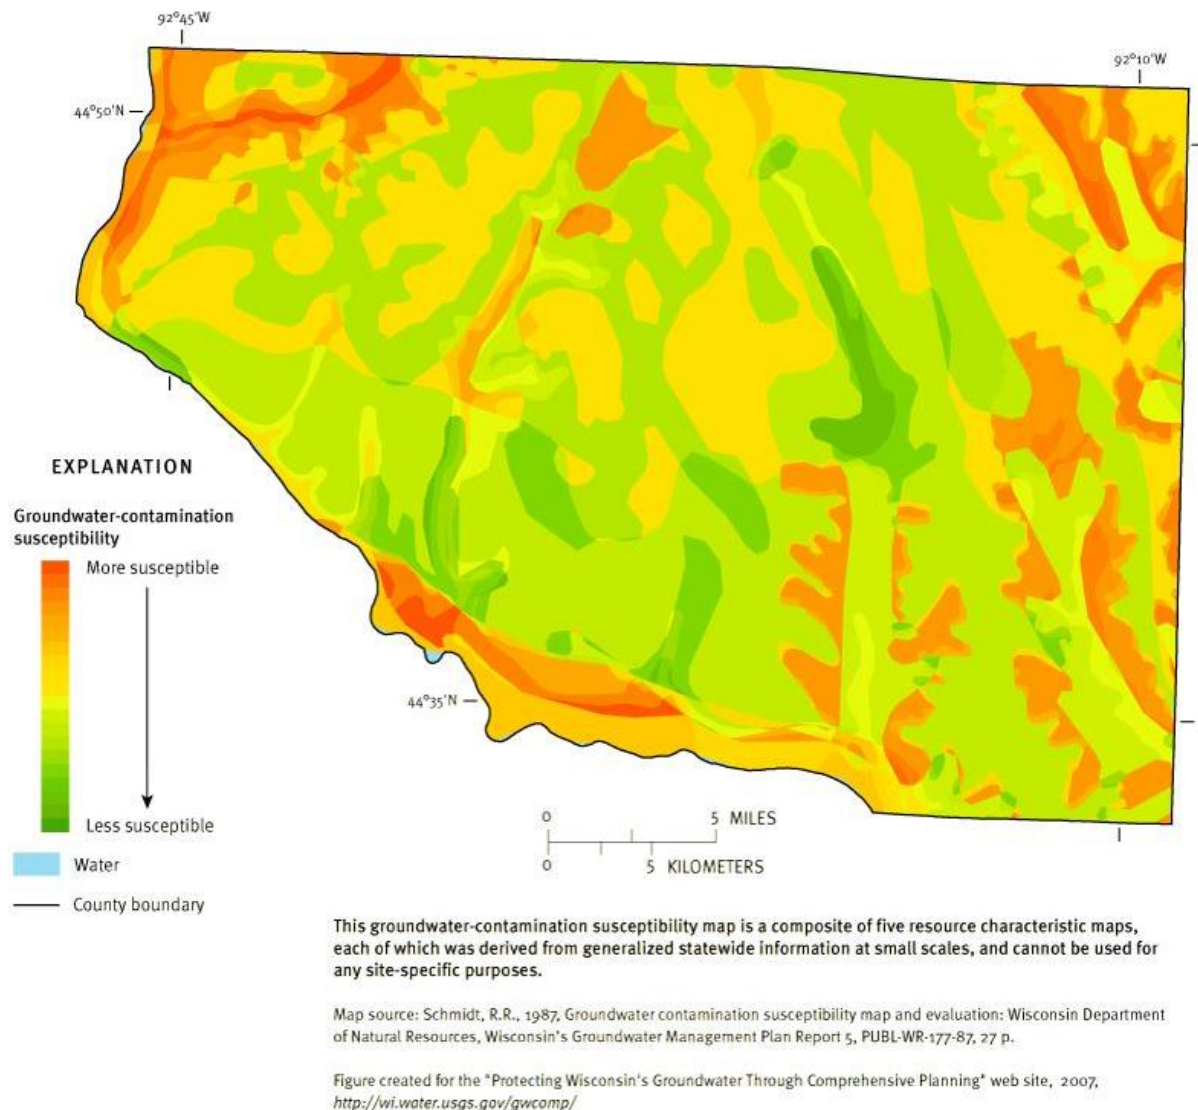 92°45'W
92°10'W
44°50'N
EXPLANATION
Groundwater-contamination
susceptibility
More susceptible
Less susceptible
Water
County boundary
44°35'N
0 5 MILES
0 5 KILOMETERS
This groundwater-contamination susceptibility map is a composite of five resource characteristic maps,
each of which was derived from generalized statewide information at small scales, and cannot be used for
any site-specific purposes.
Map source: Schmidt, R.R., 1987, Groundwater contamination susceptibility map and evaluation: Wisconsin Department
of Natural Resources, Wisconsin's Groundwater Management Plan Report 5, PUBL-WR-177-87, 27 p.
Figure created for the "Protecting Wisconsin's Groundwater Through Comprehensive Planning" web site, 2007,
http://wi.water.usgs.gov/gwcomp/